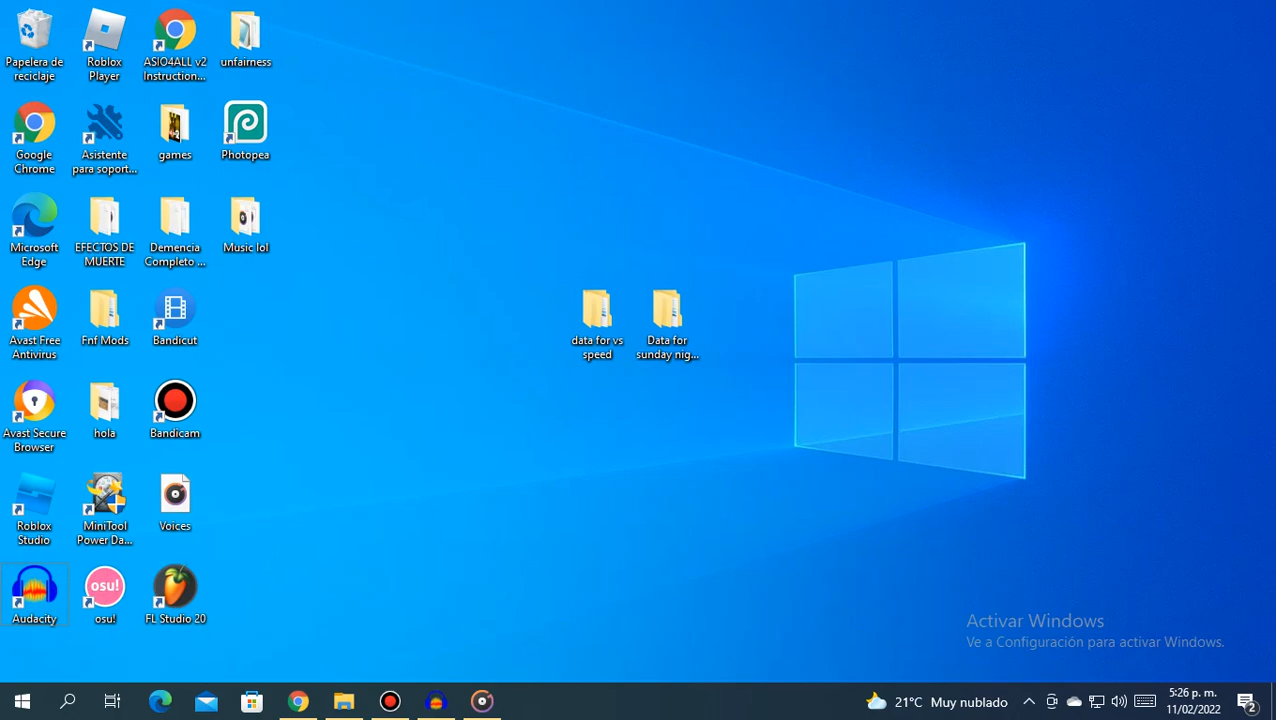 Papelera de
reciclaje
Roblox
Player
ASIO4ALL v2
Instruction...
unfairness
Google
Chrome
Asistente
para soport...
games
Photopea
Microsoft
Edge
EFECTOS DE
MUERTE
Demencia
Completo ...
Music lol
Avast Free
Antivirus
Fnf Mods
Bandicut
data for vs
speed
Data for
sunday nig...
Avast Secure
Browser
hola
Bandicam
Roblox
Studio
MiniTool
Power Da...
Voices
osu!
Audacity
osu!
FL Studio 20
Activar Windows
Ve a Configuración para activar Windows.
21°C Muy nublado
5:26 p. m.
11/02/2022
2